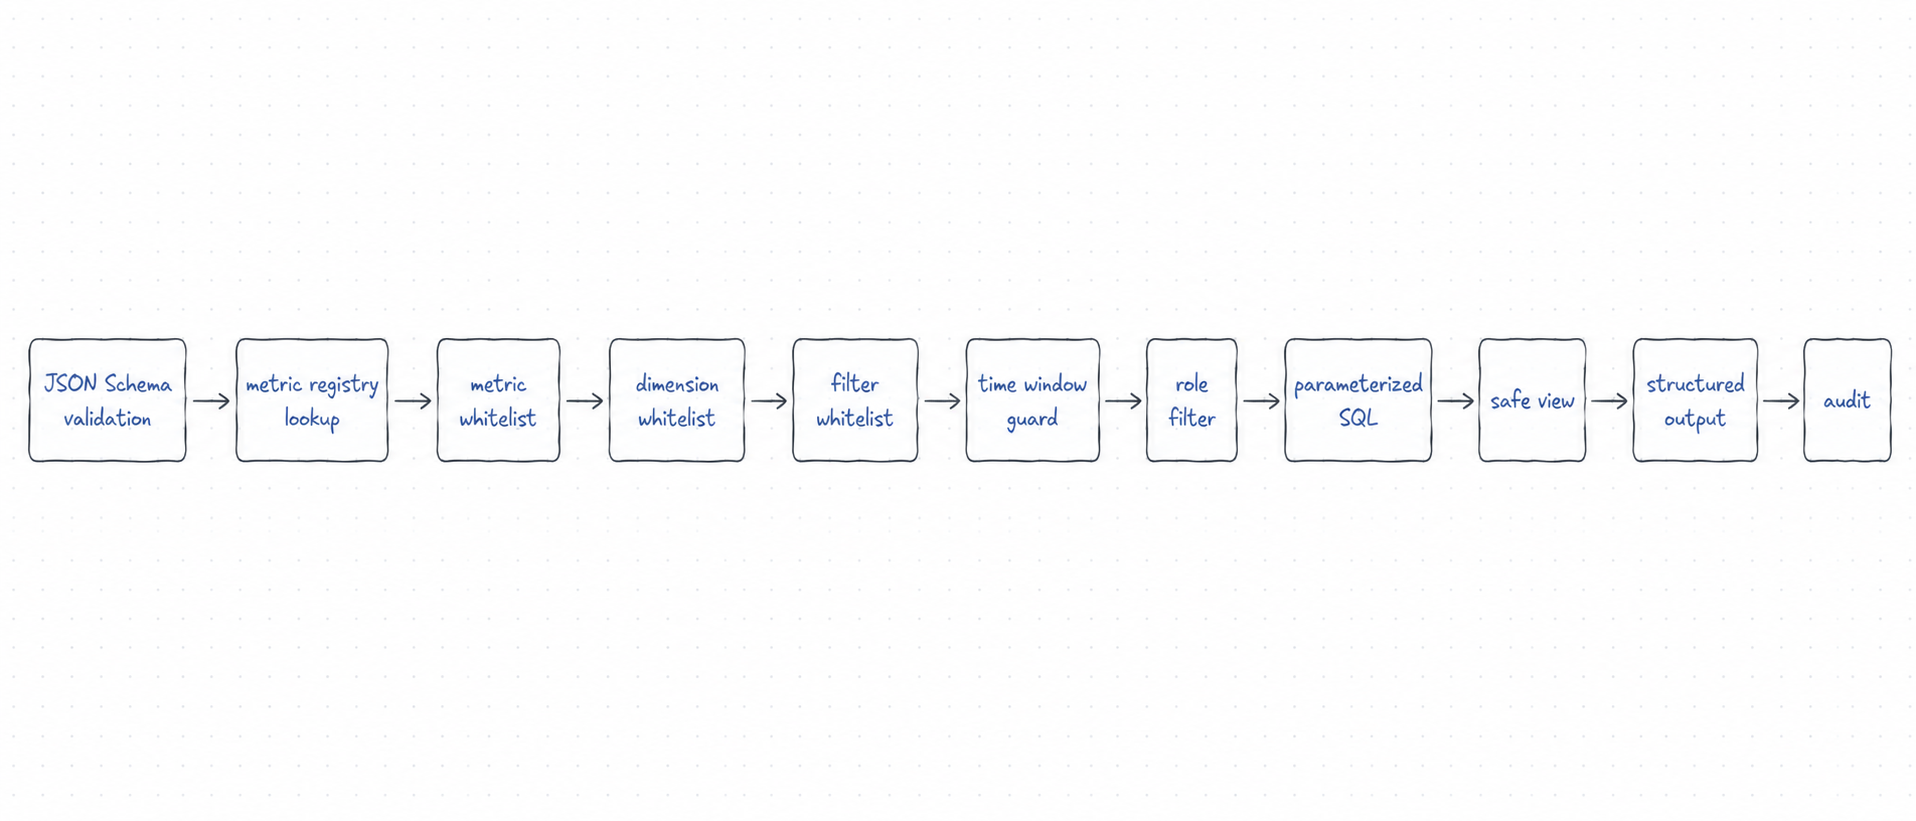 JSON Schema
validation
metric registry
lookup
metric
whitelist
dimension
whitelist
filter
whitelist
time window
guard
role
filter
parameterized
SQL
safe view
structured
output
audit